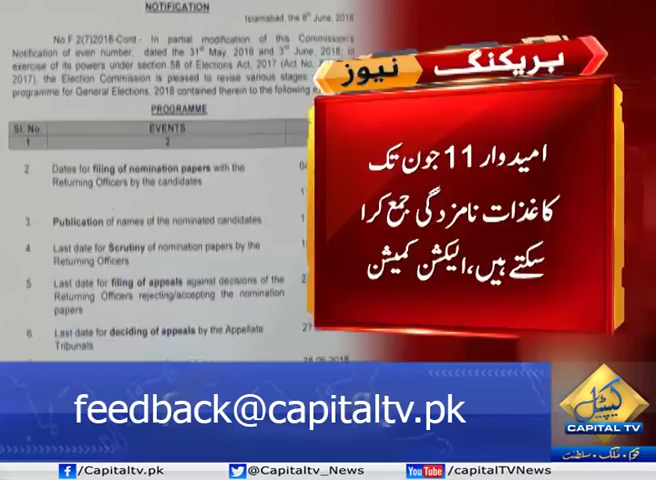 NOTIFICATION
Islamabad, the 6th June, 2018
No.F.2(7)2018-Cord.- In partial modification of this Commission's
Notification of even number, dated the 31st May, 2018 and 3rd June, 2018, in
exercise of its powers under section 58 of Elections Act, 2017 (Act No.
2017), the Election Commission is pleased to revise various stages
programme for General Elections, 2018 contained therein to the following
PROGRAMME
Sl. No. EVENTS
1 2
2. Dates for filing of nomination papers with the
Returning Officers by the candidates
3. Publication of names of the nominated candidates
4. Last date for Scrutiny of nomination papers by the
Returning Officers
5. Last date for filing of appeals against decisions of the
Returning Officers rejecting/accepting the nomination
papers
6. Last date for deciding of appeals by the Appellate
Tribunals
27
بریکنگ نیوز
امیدوار 11 جون تک
کاغذات نامزدگی جمع کرا
سکتے ہیں، الیکشن کمیشن
feedback@capitaltv.pk
کیپیٹل
CAPITAL TV
قوم • ملک • سلطنت
f /Capitaltv.pk @Capitaltv_News YouTube /capitalTVNews